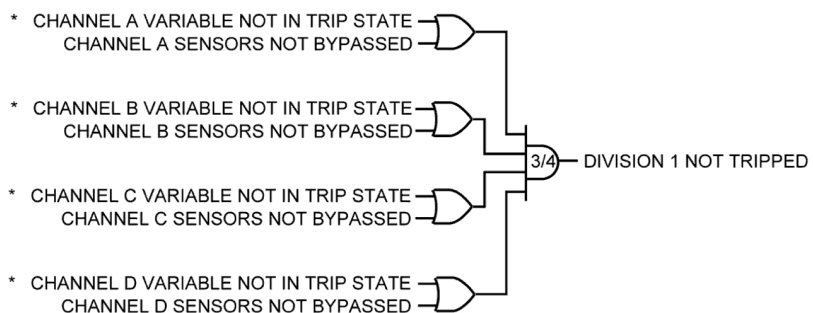 * CHANNEL A VARIABLE NOT IN TRIP STATE
CHANNEL A SENSORS NOT BYPASSED
* CHANNEL B VARIABLE NOT IN TRIP STATE
CHANNEL B SENSORS NOT BYPASSED
3/4
DIVISION 1 NOT TRIPPED
* CHANNEL C VARIABLE NOT IN TRIP STATE
CHANNEL C SENSORS NOT BYPASSED
* CHANNEL D VARIABLE NOT IN TRIP STATE
CHANNEL D SENSORS NOT BYPASSED